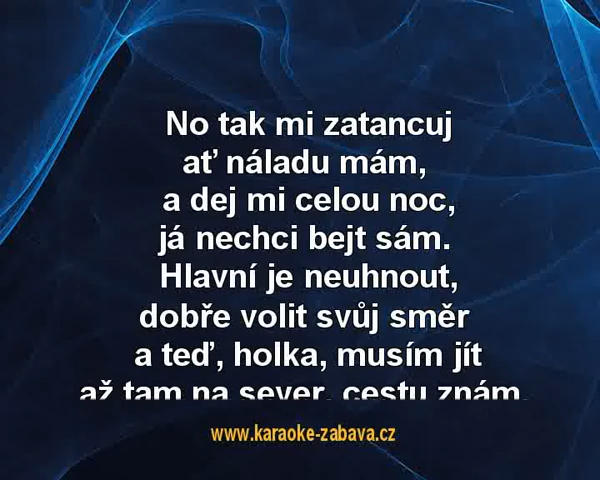 No tak mi zatancuj
ať náladu mám,
a dej mi celou noc,
já nechci bejt sám.
Hlavní je neuhnout,
dobře volit svůj směr
a teď, holka, musím jít
až tam na sever, cestu znám.
www.karaoke-zabava.cz